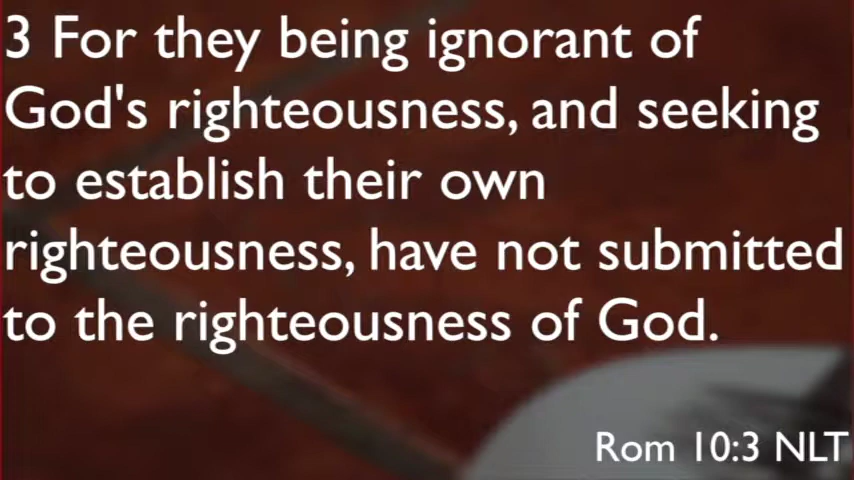 3 For they being ignorant of
God's righteousness, and seeking
to establish their own
righteousness, have not submitted
to the righteousness of God.
Rom 10:3 NLT